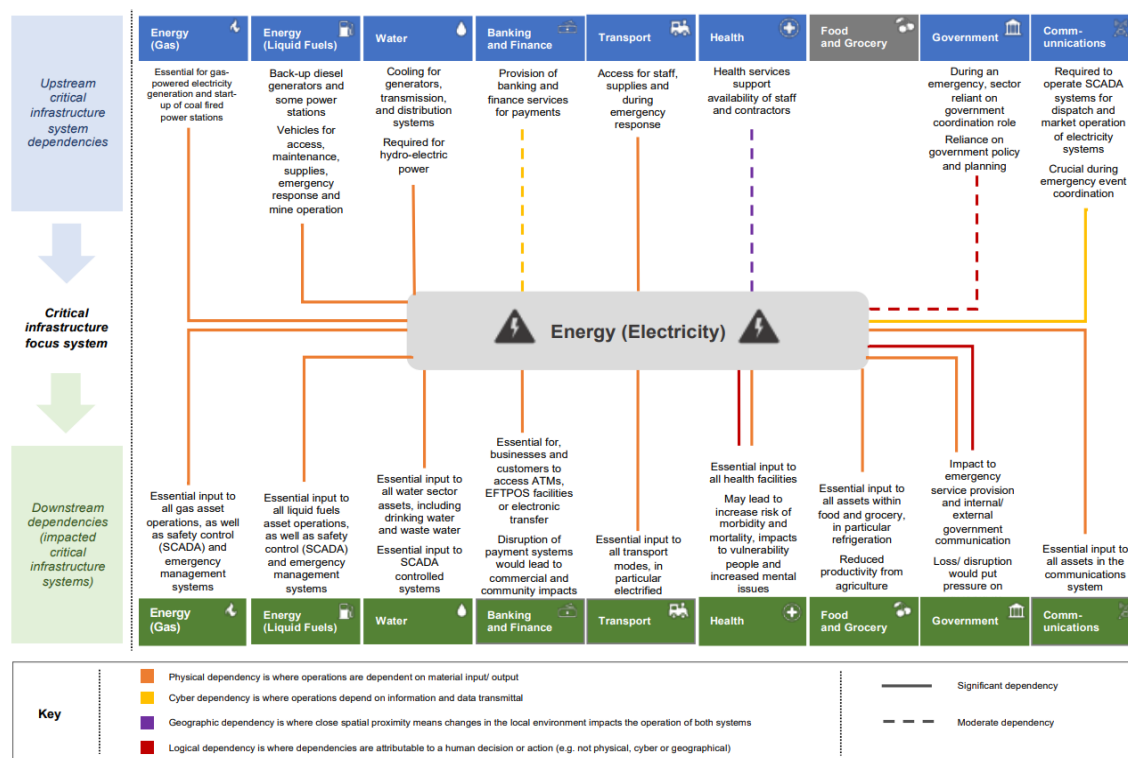 Energy
(Gas)
Energy
(Liquid Fuels)
Water
Banking
and Finance
Transport
Health
Food
and Grocery
Government
Comm-
unnications
Upstream
critical
infrastructure
system
dependencies
Essential for gas-
powered electricity
generation and start-
up of coal fired
power stations
Back-up diesel
generators and
some power
stations
Vehicles for
access,
maintenance,
supplies,
emergency
response and
mine operation
Cooling for
generators,
transmission,
and distribution
systems
Required for
hydro-electric
power
Provision of
banking and
finance services
for payments
Access for staff,
supplies and
during
emergency
response
Health services
support
availability of staff
and contractors
During an
emergency, sector
reliant on
government
coordination role
Reliance on
government policy
and planning
Required to
operate SCADA
systems for
dispatch and
market operation
of electricity
systems
Crucial during
emergency event
coordination
Critical
infrastructure
focus system
Energy (Electricity)
Downstream
dependencies
(impacted
critical
infrastructure
systems)
Essential input to
all gas asset
operations, as well
as safety control
(SCADA) and
emergency
management
systems
Essential input to
all liquid fuels
asset operations,
as well as safety
control (SCADA)
and emergency
management
systems
Essential input to
all water sector
assets, including
drinking water
and waste water
Essential input to
SCADA
controlled
systems
Essential for,
businesses and
customers to
access ATMs,
EFTPOS facilities
or electronic
transfer
Disruption of
payment systems
would lead to
commercial and
community impacts
Essential input to
all transport
modes, in
particular
electrified
Essential input to
all health facilities
May lead to
increase risk of
morbidity and
mortality, impacts
to vulnerability
people and
increased mental
issues
Essential input to
all assets within
food and grocery,
in particular
refrigeration
Reduced
productivity from
agriculture
Impact to
emergency
service provision
and internal/
external
government
communication
Loss/ disruption
would put
pressure on
Essential input to
all assets in the
communications
system
Energy
(Gas)
Energy
(Liquid Fuels)
Water
Banking
and Finance
Transport
Health
Food
and Grocery
Government
Comm-
unications
Key
Physical dependency is where operations are dependent on material input/ output
Cyber dependency is where operations depend on information and data transmittal
Geographic dependency is where close spatial proximity means changes in the local environment impacts the operation of both systems
Logical dependency is where dependencies are attributable to a human decision or action (e.g. not physical, cyber or geographical)
Significant dependency
Moderate dependency